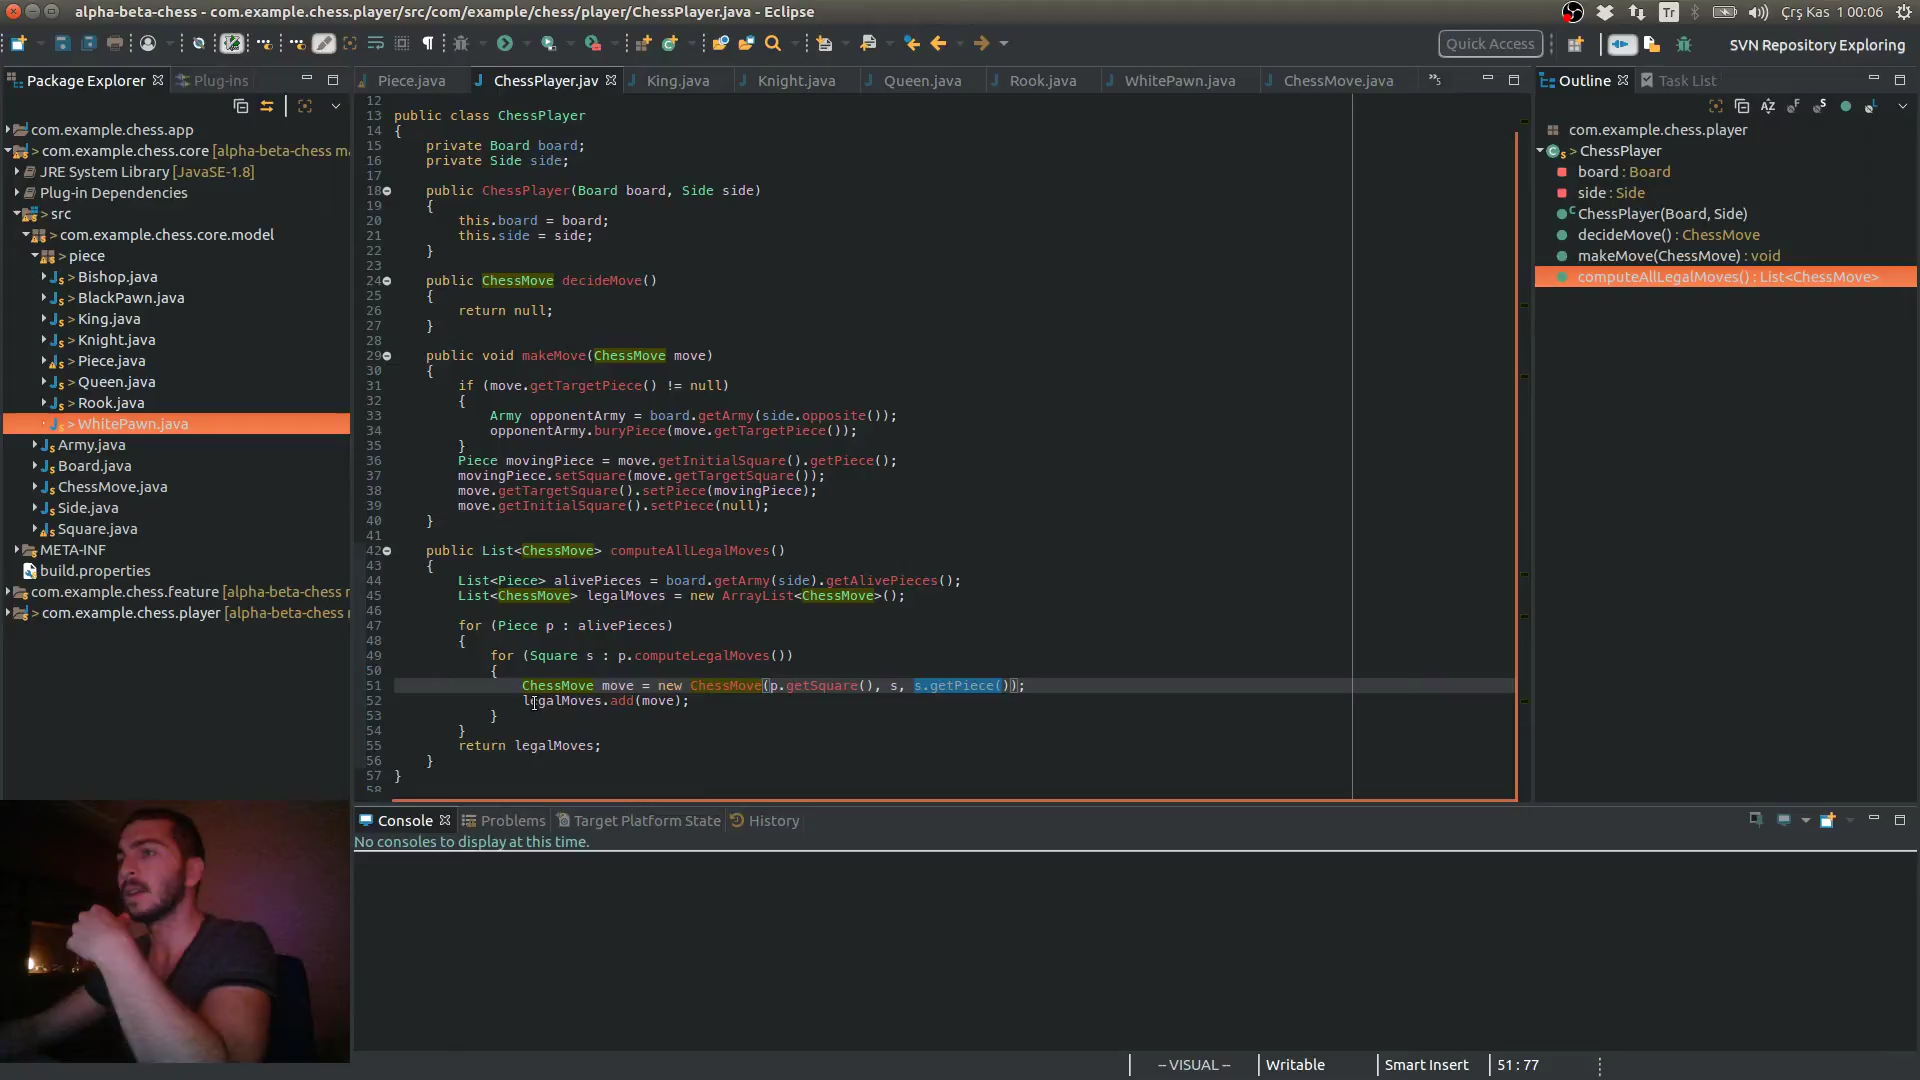 alpha-beta-chess - com.example.chess.player/src/com/example/chess/player/ChessPlayer.java - Eclipse
Tr
Çrş Kas 1 00:06
Quick Access
SVN Repository Exploring
Package Explorer
Plug-ins
com.example.chess.app
> com.example.chess.core [alpha-beta-chess ma
JRE System Library [JavaSE-1.8]
Plug-in Dependencies
> src
> com.example.chess.core.model
> piece
> Bishop.java
> BlackPawn.java
> King.java
> Knight.java
> Piece.java
> Queen.java
> Rook.java
> WhitePawn.java
Army.java
Board.java
ChessMove.java
Side.java
Square.java
META-INF
build.properties
com.example.chess.feature [alpha-beta-chess r
> com.example.chess.player [alpha-beta-chess r
Piece.java
ChessPlayer.jav
King.java
Knight.java
Queen.java
Rook.java
WhitePawn.java
ChessMove.java
»5
12
13 public class ChessPlayer
14 {
15 private Board board;
16 private Side side;
17
18 public ChessPlayer(Board board, Side side)
19 {
20 this.board = board;
21 this.side = side;
22 }
23
24 public ChessMove decideMove()
25 {
26 return null;
27 }
28
29 public void makeMove(ChessMove move)
30 {
31 if (move.getTargetPiece() != null)
32 {
33 Army opponentArmy = board.getArmy(side.opposite());
34 opponentArmy.buryPiece(move.getTargetPiece());
35 }
36 Piece movingPiece = move.getInitialSquare().getPiece();
37 movingPiece.setSquare(move.getTargetSquare());
38 move.getTargetSquare().setPiece(movingPiece);
39 move.getInitialSquare().setPiece(null);
40 }
41
42 public List<ChessMove> computeAllLegalMoves()
43 {
44 List<Piece> alivePieces = board.getArmy(side).getAlivePieces();
45 List<ChessMove> legalMoves = new ArrayList<ChessMove>();
46
47 for (Piece p : alivePieces)
48 {
49 for (Square s : p.computeLegalMoves())
50 {
51 ChessMove move = new ChessMove(p.getSquare(), s, s.getPiece());
52 legalMoves.add(move);
53 }
54 }
55 return legalMoves;
56 }
57 }
58
Outline
Task List
com.example.chess.player
> ChessPlayer
board : Board
side : Side
ChessPlayer(Board, Side)
decideMove() : ChessMove
makeMove(ChessMove) : void
computeAllLegalMoves() : List<ChessMove>
Console
Problems
Target Platform State
History
No consoles to display at this time.
-- VISUAL --
Writable
Smart Insert
51 : 77